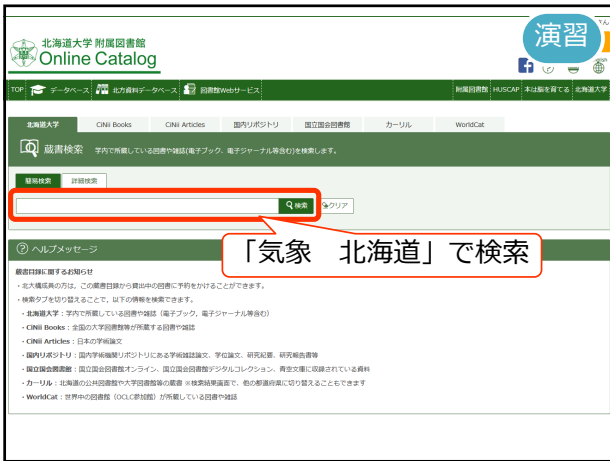 北海道大学 附属図書館
Online Catalog
演習
TOP データベース 北方資料データベース 図書館Webサービス 附属図書館 HUSCAP 本は脳を育てる 北海道大学
北海道大学 CiNii Books CiNii Articles 国内リポジトリ 国立国会図書館 カーリル WorldCat
蔵書検索 学内で所蔵している図書や雑誌(電子ブック、電子ジャーナル等含む)を検索します。
簡易検索 詳細検索
検索 クリア
「気象 北海道」で検索
ヘルプメッセージ
蔵書目録に関するお知らせ
・北大構成員の方は、この蔵書目録から貸出中の図書に予約をかけることができます。
・検索タブを切り替えることで、以下の情報を検索できます。
・北海道大学：学内で所蔵している図書や雑誌（電子ブック、電子ジャーナル等含む）
・CiNii Books：全国の大学図書館等が所蔵する図書や雑誌
・CiNii Articles：日本の学術論文
・国内リポジトリ：国内学術機関リポジトリにある学術雑誌論文、学位論文、研究紀要、研究報告書等
・国立国会図書館：国立国会図書館オンライン、国立国会図書館デジタルコレクション、青空文庫に収録されている資料
・カーリル：北海道の公共図書館や大学図書館等の蔵書 ※検索結果画面で、他の都道府県に切り替えることもできます
・WorldCat：世界中の図書館（OCLC参加館）が所蔵している図書や雑誌